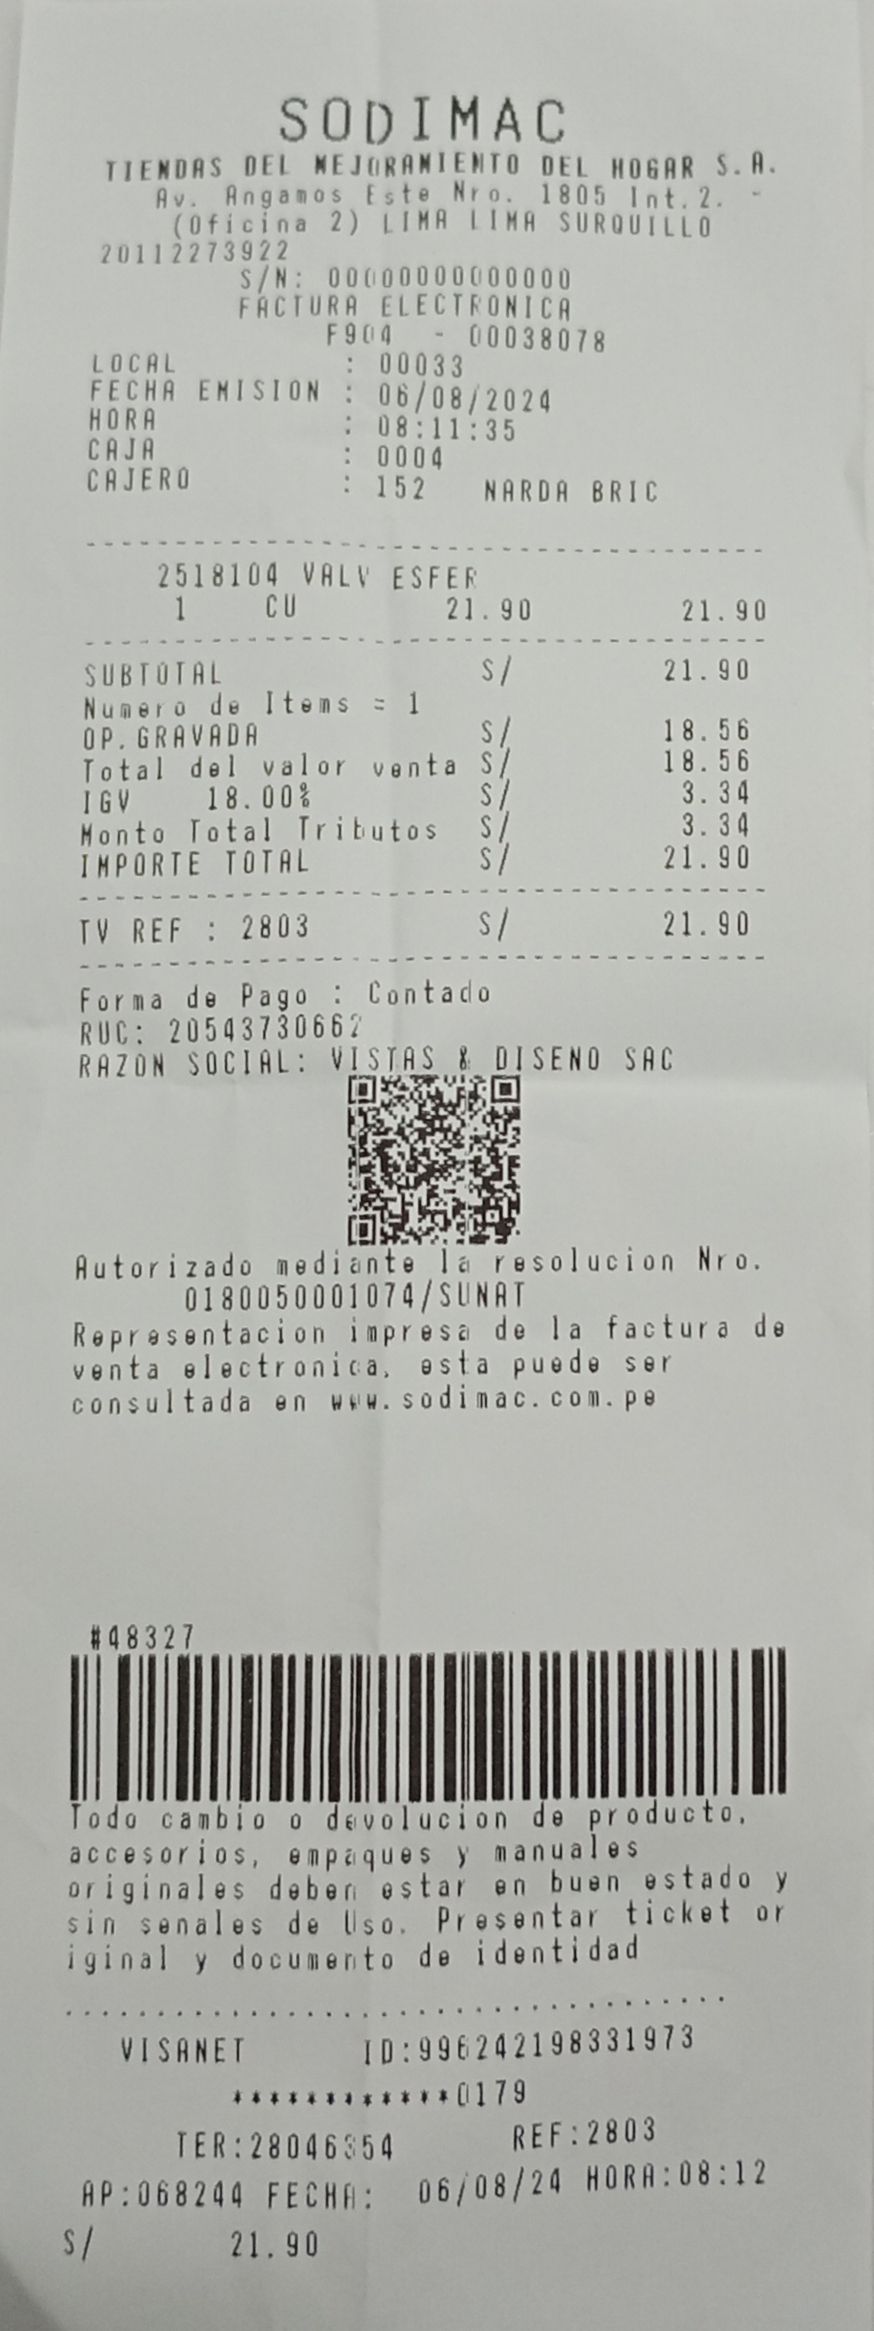 SODIMAC
TIENDAS DEL MEJORAMIENTO DEL HOGAR S.A.
Av. Angamos Este Nro. 1805 Int.2. -
(Oficina 2) LIMA LIMA SURQUILLO
20112273922
S/N: 00000000000000
FACTURA ELECTRONICA
F904 - 00038078
LOCAL : 00033
FECHA EMISION : 06/08/2024
HORA : 08:11:35
CAJA : 0004
CAJERO : 152 NARDA BRIC
2518104 VALV ESFER
1 CU 21.90 21.90
SUBTOTAL S/ 21.90
Numero de Items = 1
OP.GRAVADA S/ 18.56
Total del valor venta S/ 18.56
IGV 18.00% S/ 3.34
Monto Total Tributos S/ 3.34
IMPORTE TOTAL S/ 21.90
TV REF : 2803 S/ 21.90
Forma de Pago : Contado
RUC: 20543730662
RAZON SOCIAL: VISTAS & DISENO SAC
Autorizado mediante la resolucion Nro.
0180050001074/SUNAT
Representacion impresa de la factura de
venta electronica, esta puede ser
consultada en www.sodimac.com.pe
#48327
Todo cambio o devolucion de producto,
accesorios, empaques y manuales
originales deben estar en buen estado y
sin senales de Uso. Presentar ticket or
iginal y documento de identidad
VISANET ID:996242198331973
************0179
TER:28046354 REF:2803
AP:068244 FECHA: 06/08/24 HORA:08:12
S/ 21.90